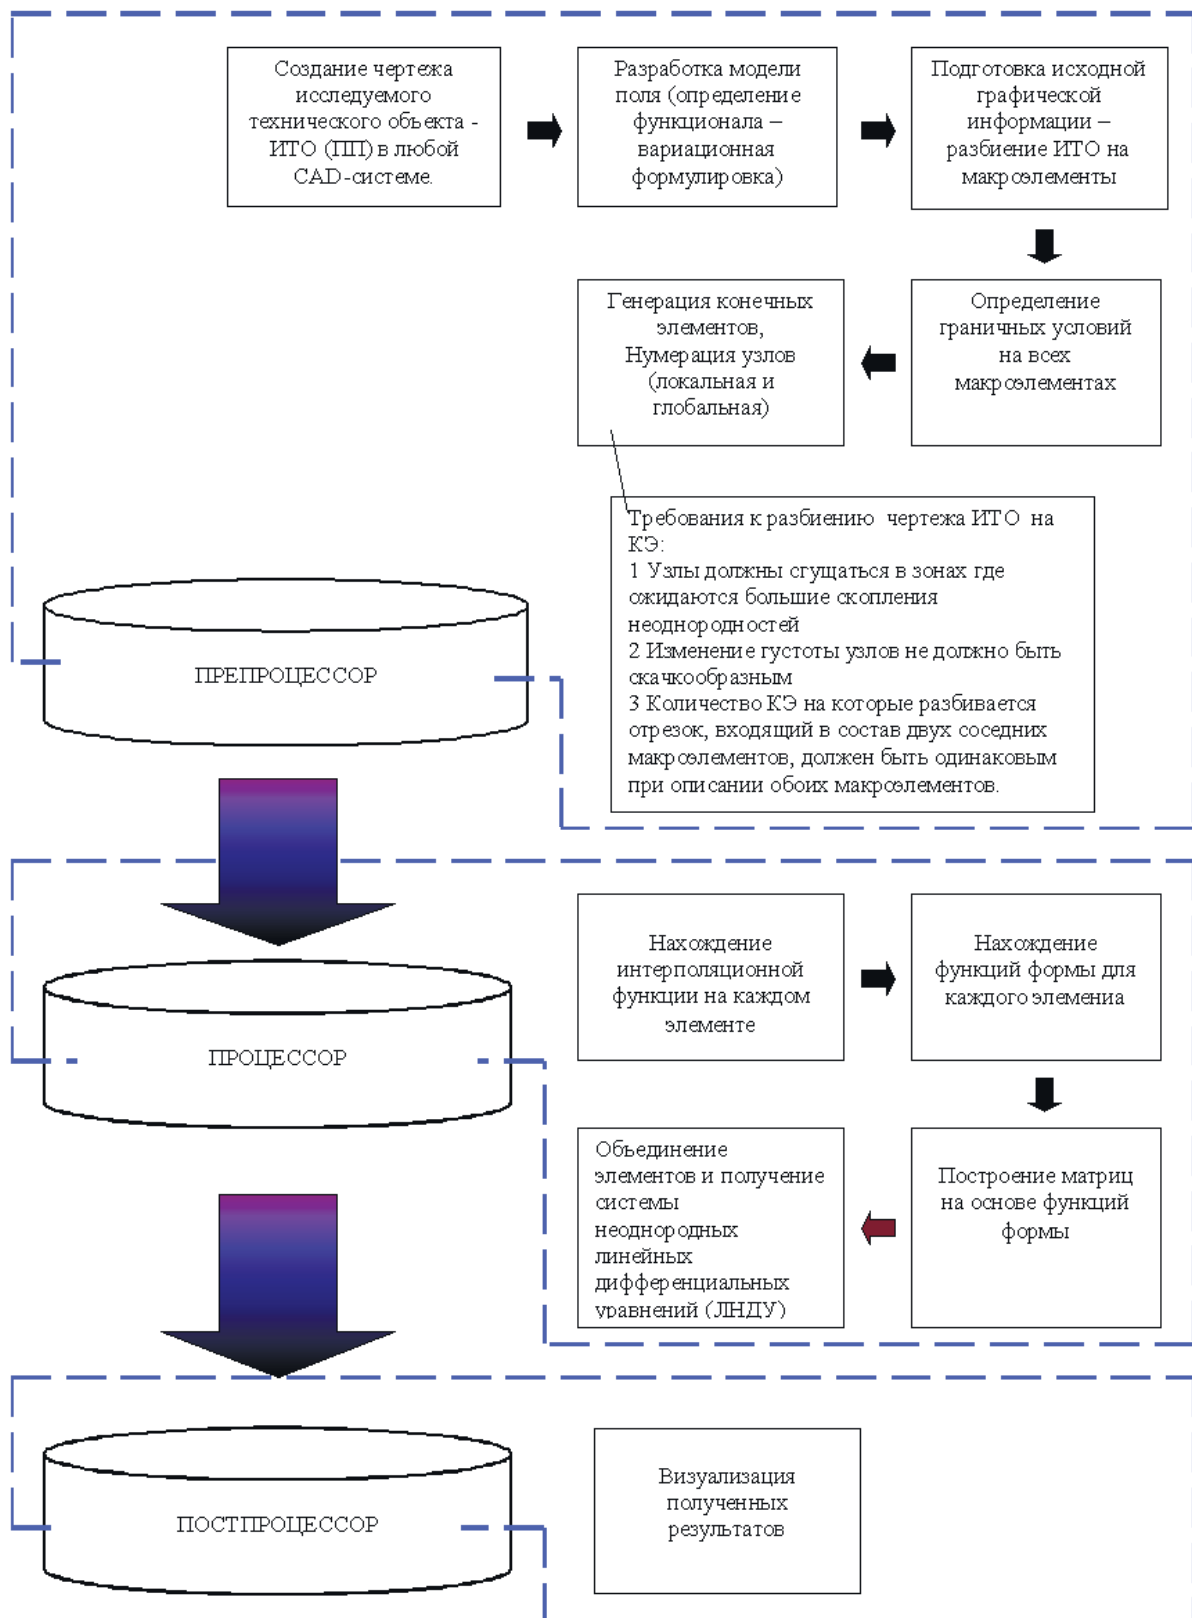 Создание чертежа
исследуемого
технического объекта -
ИТО (ПП) в любой
CAD-системе.
Разработка модели
поля (определение
функционала –
вариационная
формулировка)
Подготовка исходной
графической
информации –
разбиение ИТО на
макроэлементы
Определение
граничных условий
на всех
макроэлементах
Генерация конечных
элементов,
Нумерация узлов
(локальная и
глобальная)
Требования к разбиению чертежа ИТО на
КЭ:
1 Узлы должны сгущаться в зонах где
ожидаются большие скопления
неоднородностей
2 Изменение густоты узлов не должно быть
скачкообразным
3 Количество КЭ на которые разбивается
отрезок, входящий в состав двух соседних
макроэлементов, должен быть одинаковым
при описании обоих макроэлементов.
ПРЕПРОЦЕССОР
Нахождение
интерполяционной
функции на каждом
элементе
Нахождение
функций формы для
каждого элемениа
ПРОЦЕССОР
Построение матриц
на основе функций
формы
Объединение
элементов и получение
системы
неоднородных
линейных
дифференциальных
уравнений (ЛНДУ)
ПОСТПРОЦЕССОР
Визуализация
полученных
результатов